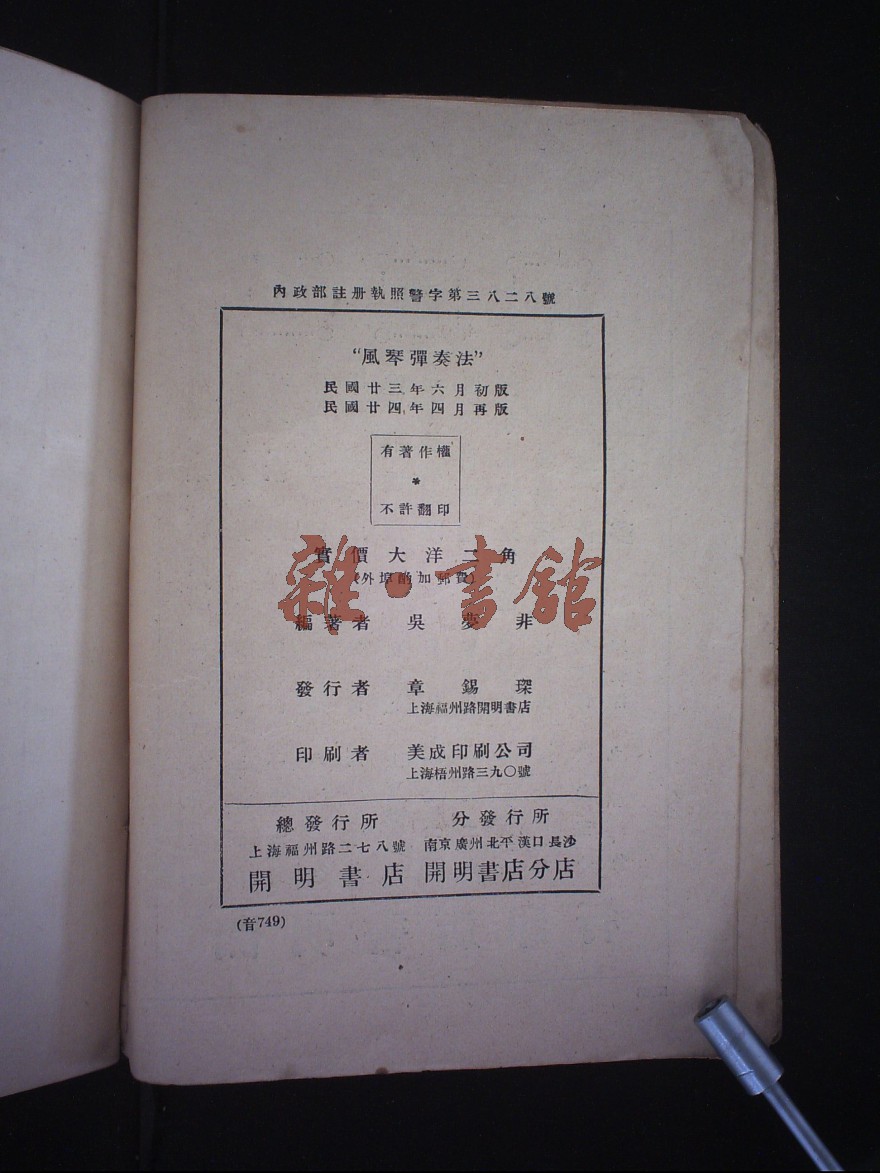 內政部註册執照警字第三八二八號
“風琴彈奏法”
民國廿三年六月初版
民國廿四年四月再版
有著作權
不許翻印
實價大洋二角
(外埠酌加郵費)
雜·書館
編著者 吳夢非
發行者 章錫琛
上海福州路開明書店
印刷者 美成印刷公司
上海梧州路三九〇號
總發行所 分發行所
上海福州路二七八號 南京廣州北平漢口長沙
開明書店 開明書店分店
(音749)